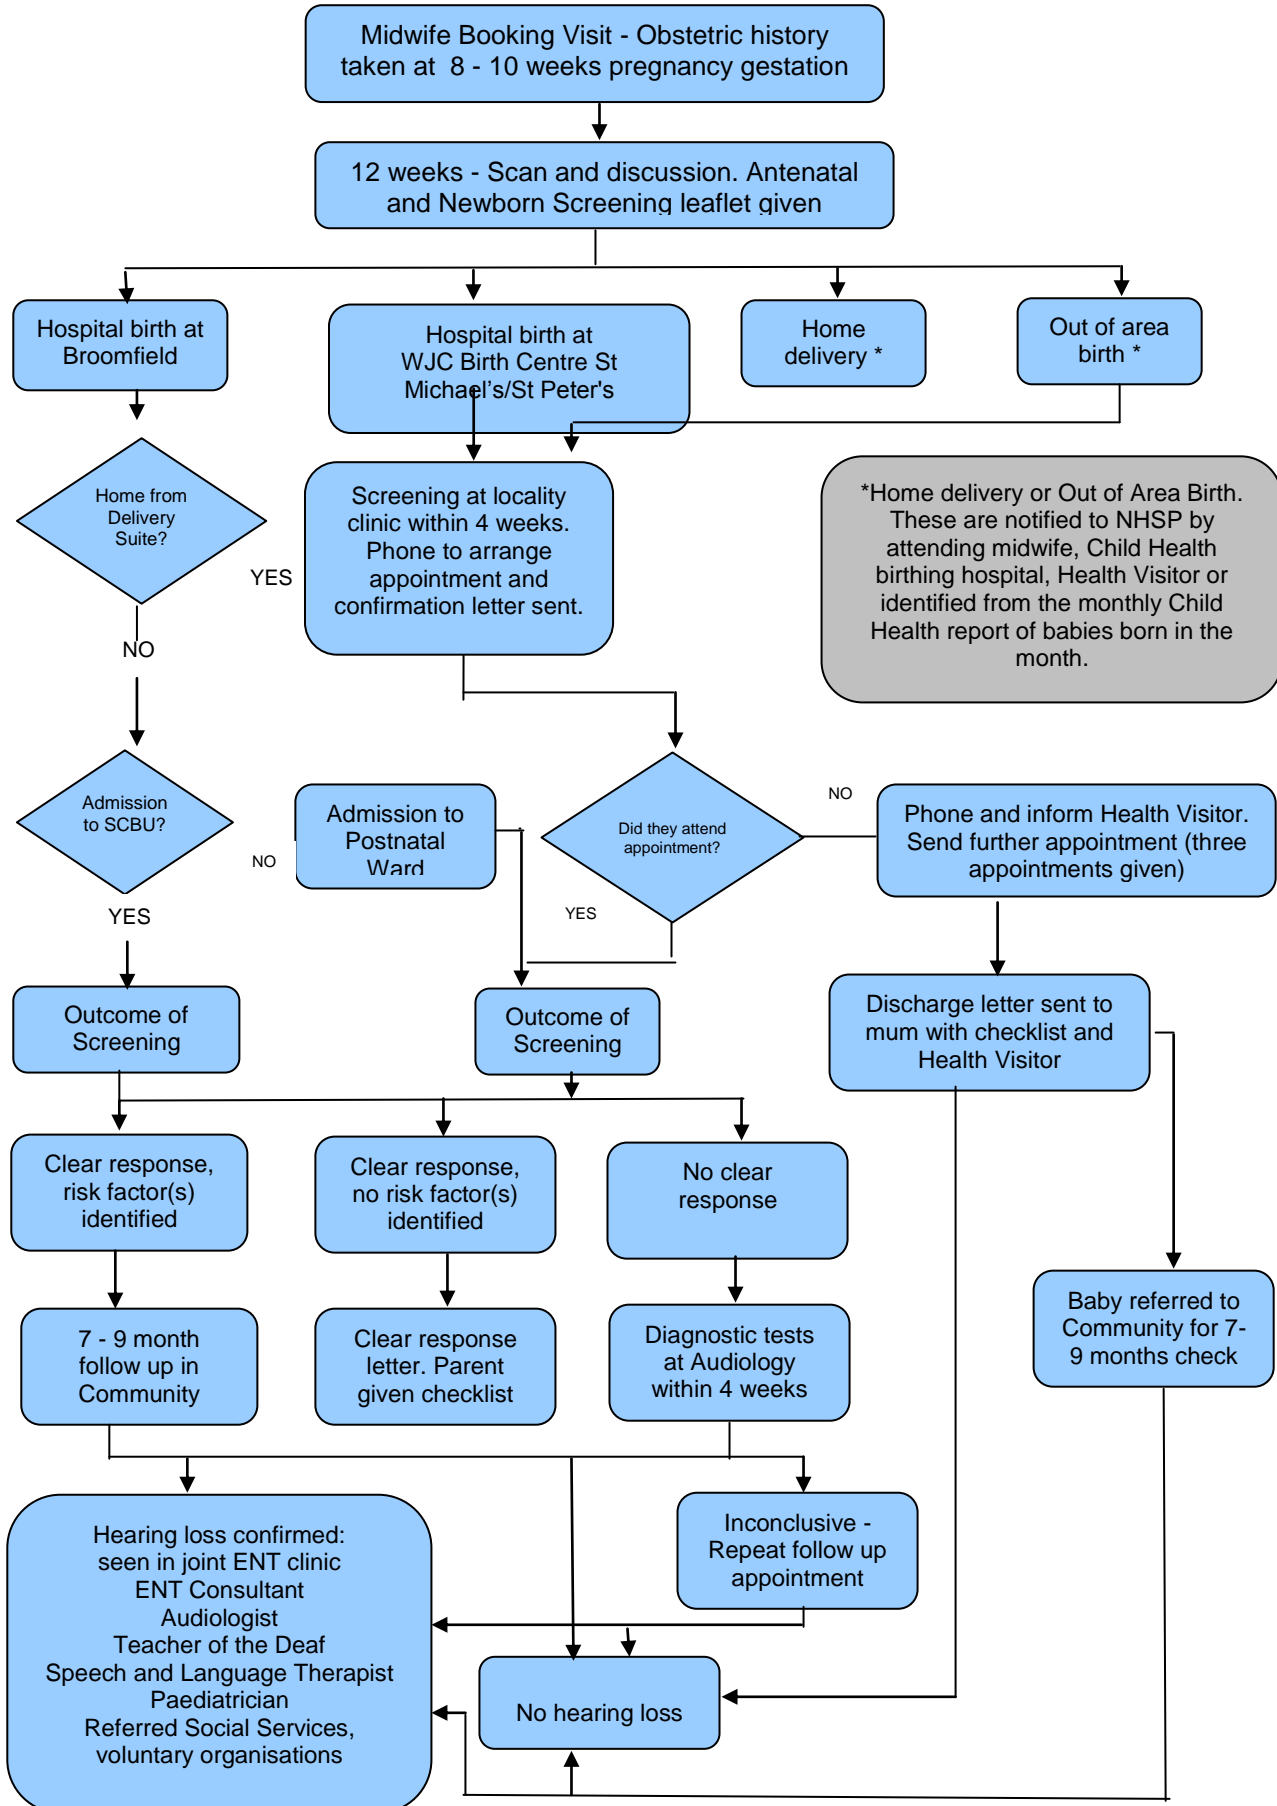 Midwife Booking Visit - Obstetric history
taken at 8 - 10 weeks pregnancy gestation
12 weeks - Scan and discussion. Antenatal
and Newborn Screening leaflet given
Hospital birth at
Broomfield
Hospital birth at
WJC Birth Centre St
Michael's/St Peter's
Home
delivery *
Out of area
birth *
Home from
Delivery
Suite?
YES
NO
Screening at locality
clinic within 4 weeks.
Phone to arrange
appointment and
confirmation letter sent.
*Home delivery or Out of Area Birth.
These are notified to NHSP by
attending midwife, Child Health
birthing hospital, Health Visitor or
identified from the monthly Child
Health report of babies born in the
month.
Admission
to SCBU?
NO
YES
Admission to
Postnatal
Ward
Did they attend
appointment?
NO
YES
Phone and inform Health Visitor.
Send further appointment (three
appointments given)
Outcome of
Screening
Outcome of
Screening
Discharge letter sent to
mum with checklist and
Health Visitor
Clear response,
risk factor(s)
identified
Clear response,
no risk factor(s)
identified
No clear
response
7 - 9 month
follow up in
Community
Clear response
letter. Parent
given checklist
Diagnostic tests
at Audiology
within 4 weeks
Baby referred to
Community for 7-
9 months check
Hearing loss confirmed:
seen in joint ENT clinic
ENT Consultant
Audiologist
Teacher of the Deaf
Speech and Language Therapist
Paediatrician
Referred Social Services,
voluntary organisations
Inconclusive -
Repeat follow up
appointment
No hearing loss